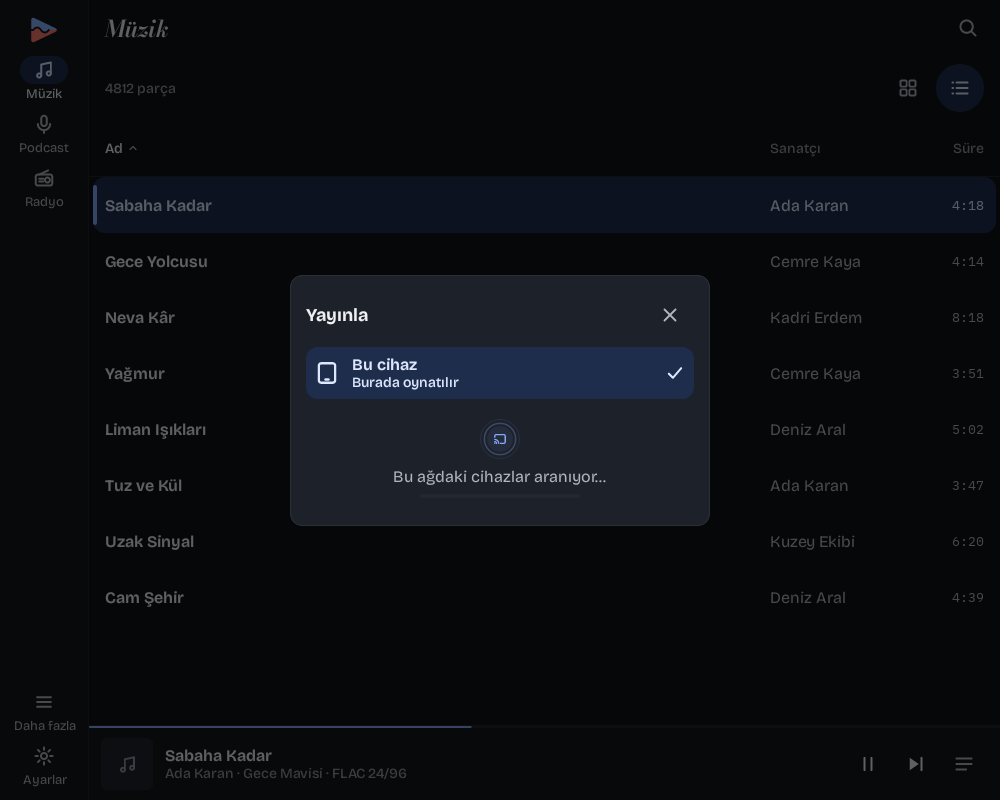 Müzik
Müzik
Podcast
Radyo
4812 parça
Ad Sanatçı Süre
Sabaha Kadar Ada Karan 4:18
Gece Yolcusu Cemre Kaya 4:14
Neva Kâr Kadri Erdem 8:18
Yağmur Cemre Kaya 3:51
Liman Işıkları Deniz Aral 5:02
Tuz ve Kül Ada Karan 3:47
Uzak Sinyal Kuzey Ekibi 6:20
Cam Şehir Deniz Aral 4:39
Yayınla
Bu cihaz
Burada oynatılır
Bu ağdaki cihazlar aranıyor...
Daha fazla
Ayarlar
Sabaha Kadar
Ada Karan · Gece Mavisi · FLAC 24/96